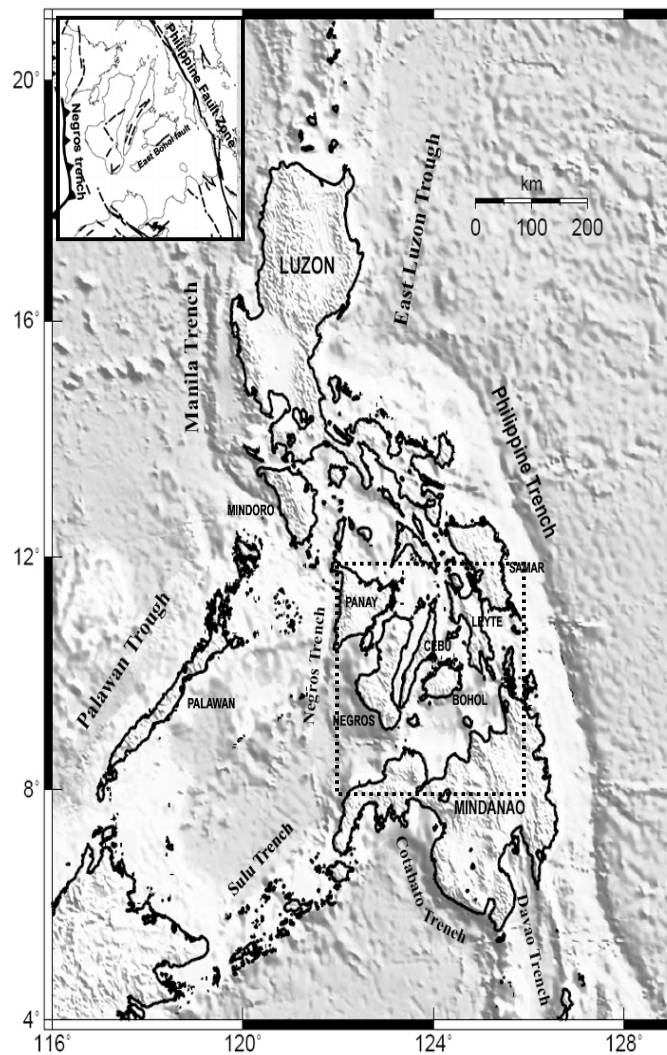 Philippine Fault Zone
Negros trench
East Bohol fault
20°
km
0 100 200
East Luzon Trough
LUZON
16°
Manila Trench
Philippine Trench
MINDORO
12°
SAMAR
PANAY
LEYTE
Palawan Trough
Negros Trench
CEBU
PALAWAN
BOHOL
NEGROS
8°
MINDANAO
Sulu Trench
Cotabato Trench
Davao Trench
4°
116° 120° 124° 128°